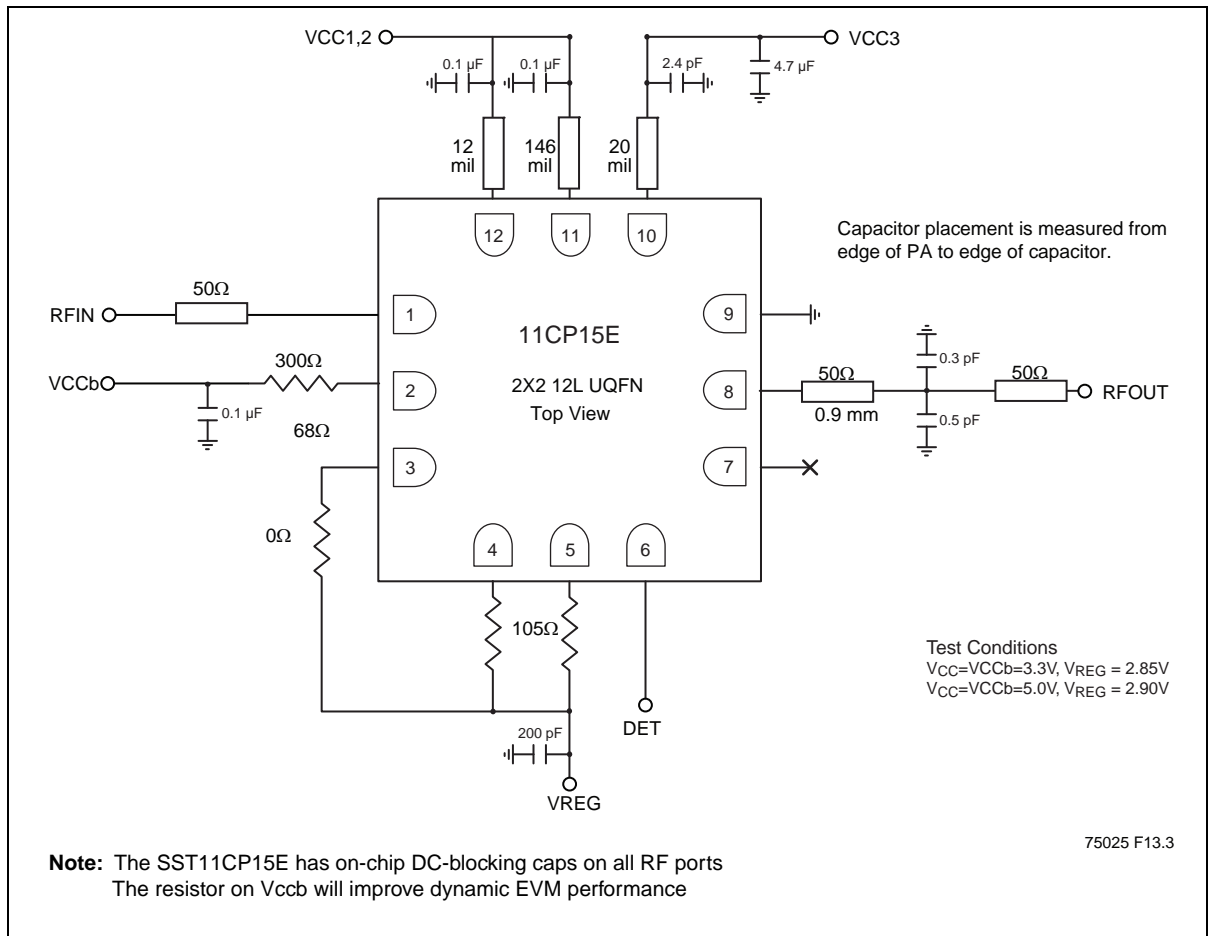 VCC1,2
VCC3
0.1 µF
0.1 µF
2.4 pF
4.7 µF
12
mil
146
mil
20
mil
12
11
10
Capacitor placement is measured from
edge of PA to edge of capacitor.
RFIN
50Ω
1
11CP15E
9
VCCb
300Ω
2
2X2 12L UQFN
Top View
8
50Ω
0.9 mm
0.3 pF
0.5 pF
50Ω
RFOUT
0.1 µF
68Ω
3
7
0Ω
4
5
6
105Ω
Test Conditions
VCC=VCCb=3.3V, VREG = 2.85V
VCC=VCCb=5.0V, VREG = 2.90V
DET
200 pF
VREG
75025 F13.3
Note: The SST11CP15E has on-chip DC-blocking caps on all RF ports
The resistor on Vccb will improve dynamic EVM performance